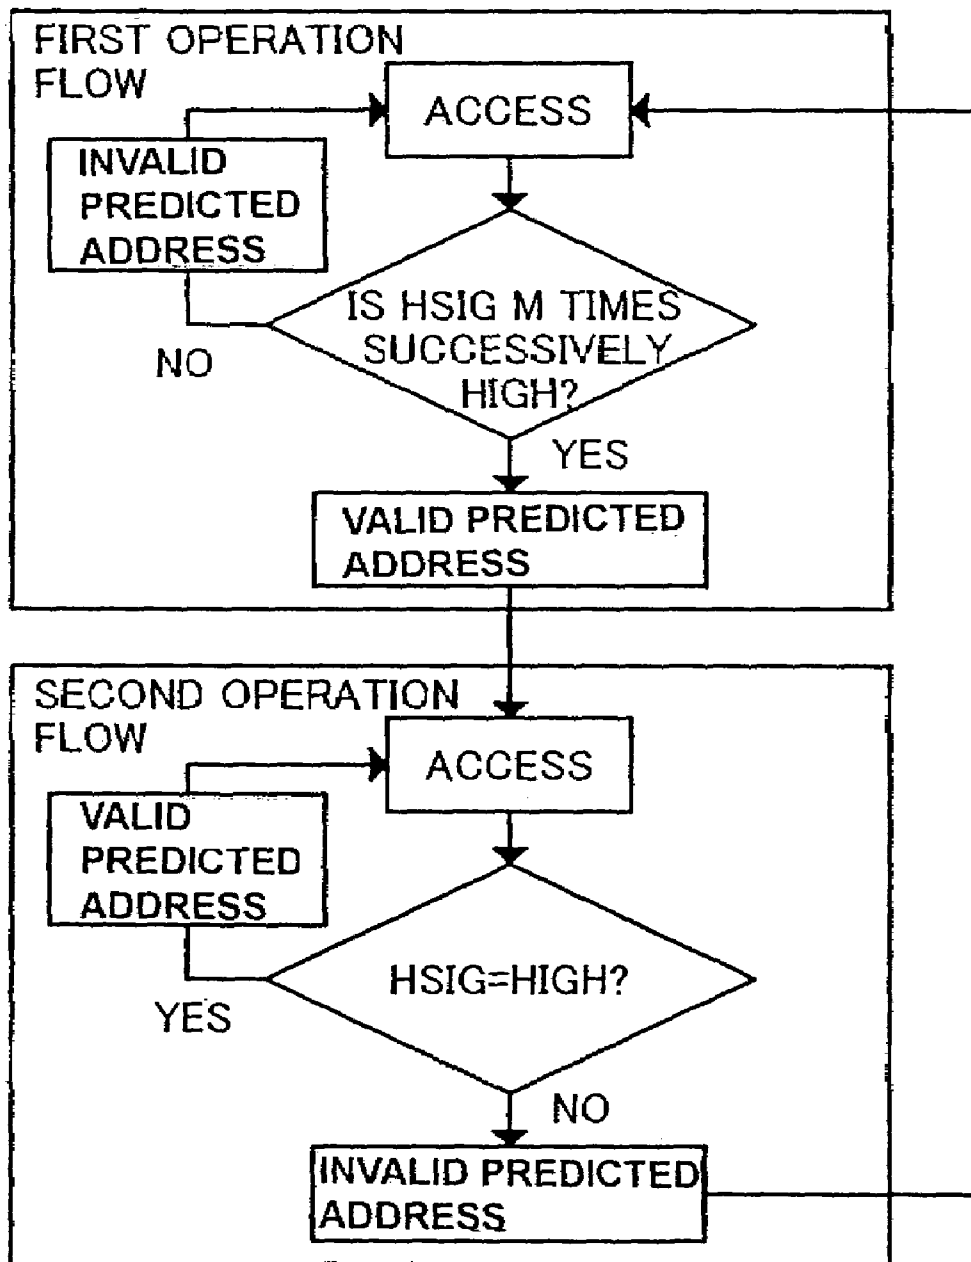 FIRST OPERATION
FLOW
ACCESS
INVALID
PREDICTED
ADDRESS
IS HSIG M TIMES
SUCCESSIVELY
HIGH?
NO
YES
VALID PREDICTED
ADDRESS
SECOND OPERATION
FLOW
ACCESS
VALID
PREDICTED
ADDRESS
HSIG=HIGH?
YES
NO
INVALID PREDICTED
ADDRESS